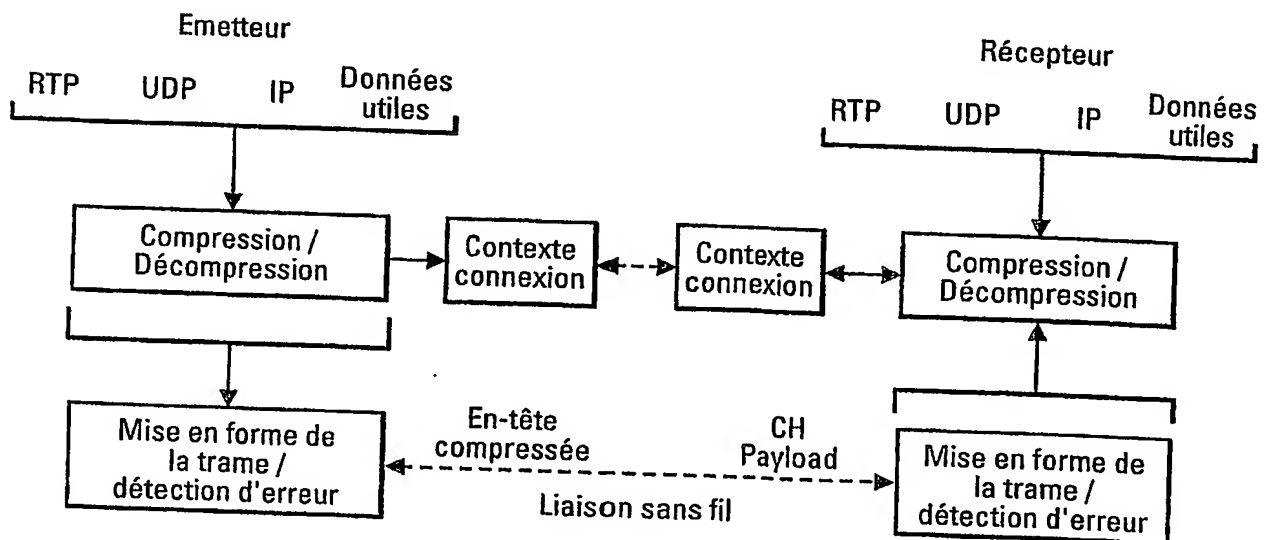 Emetteur
RTP UDP IP Données
utiles
Récepteur
RTP UDP IP Données
utiles
Compression /
Décompression
Contexte
connexion
Contexte
connexion
Compression /
Décompression
Mise en forme de
la trame /
détection d'erreur
En-tête
compressée
CH
Payload
Liaison sans fil
Mise en forme de
la trame /
détection d'erreur